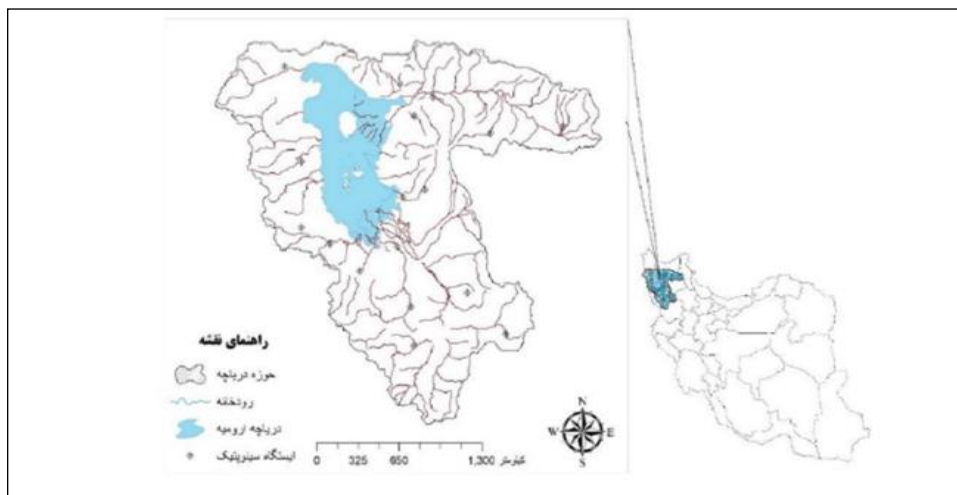 راهنمای نقشه
حوزه دریاچه
رودخانه
دریاچه ارومیه
ایستگاه سینوپتیک
0 325 650 1,300 کیلومتر
N
W E
S